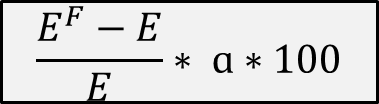 E^F − E
E
∗ ɑ ∗ 100